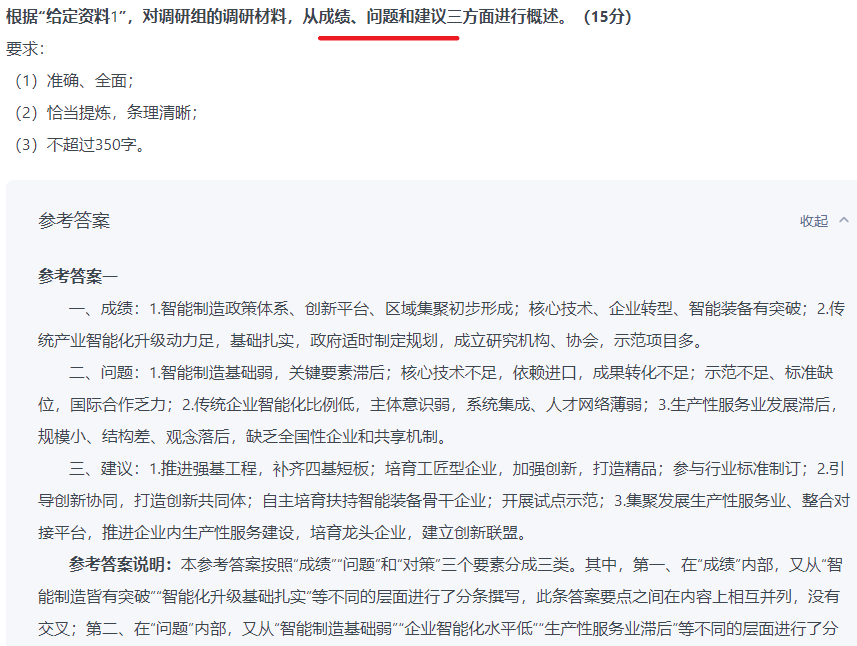 根据“给定资料1”，对调研组的调研材料，从成绩、问题和建议三方面进行概述。（15分）
要求：
（1）准确、全面；
（2）恰当提炼，条理清晰；
（3）不超过350字。
参考答案
收起
参考答案一
一、成绩：1.智能制造政策体系、创新平台、区域集聚初步形成；核心技术、企业转型、智能装备有突破；2.传
统产业智能化升级动力足，基础扎实，政府适时制定规划，成立研究机构、协会，示范项目多。
二、问题：1.智能制造基础弱，关键要素滞后；核心技术不足，依赖进口，成果转化不足；示范不足、标准缺
位，国际合作乏力；2.传统企业智能化比例低，主体意识弱，系统集成、人才网络薄弱；3.生产性服务业发展滞后，
规模小、结构差、观念落后，缺乏全国性企业和共享机制。
三、建议：1.推进强基工程，补齐四基短板；培育工匠型企业，加强创新，打造精品；参与行业标准制订；2.引
导创新协同，打造创新共同体；自主培育扶持智能装备骨干企业；开展试点示范；3.集聚发展生产性服务业、整合对
接平台，推进企业内生产性服务建设，培育龙头企业，建立创新联盟。
参考答案说明：本参考答案按照“成绩”“问题”和“对策”三个要素分成三类。其中，第一、在“成绩”内部，又从“智
能制造皆有突破”“智能化升级基础扎实”等不同的层面进行了分条撰写，此条答案要点之间在内容上相互并列，没有
交叉；第二、在“问题”内部，又从“智能制造基础弱”“企业智能化水平低”“生产性服务业滞后”等不同的层面进行了分